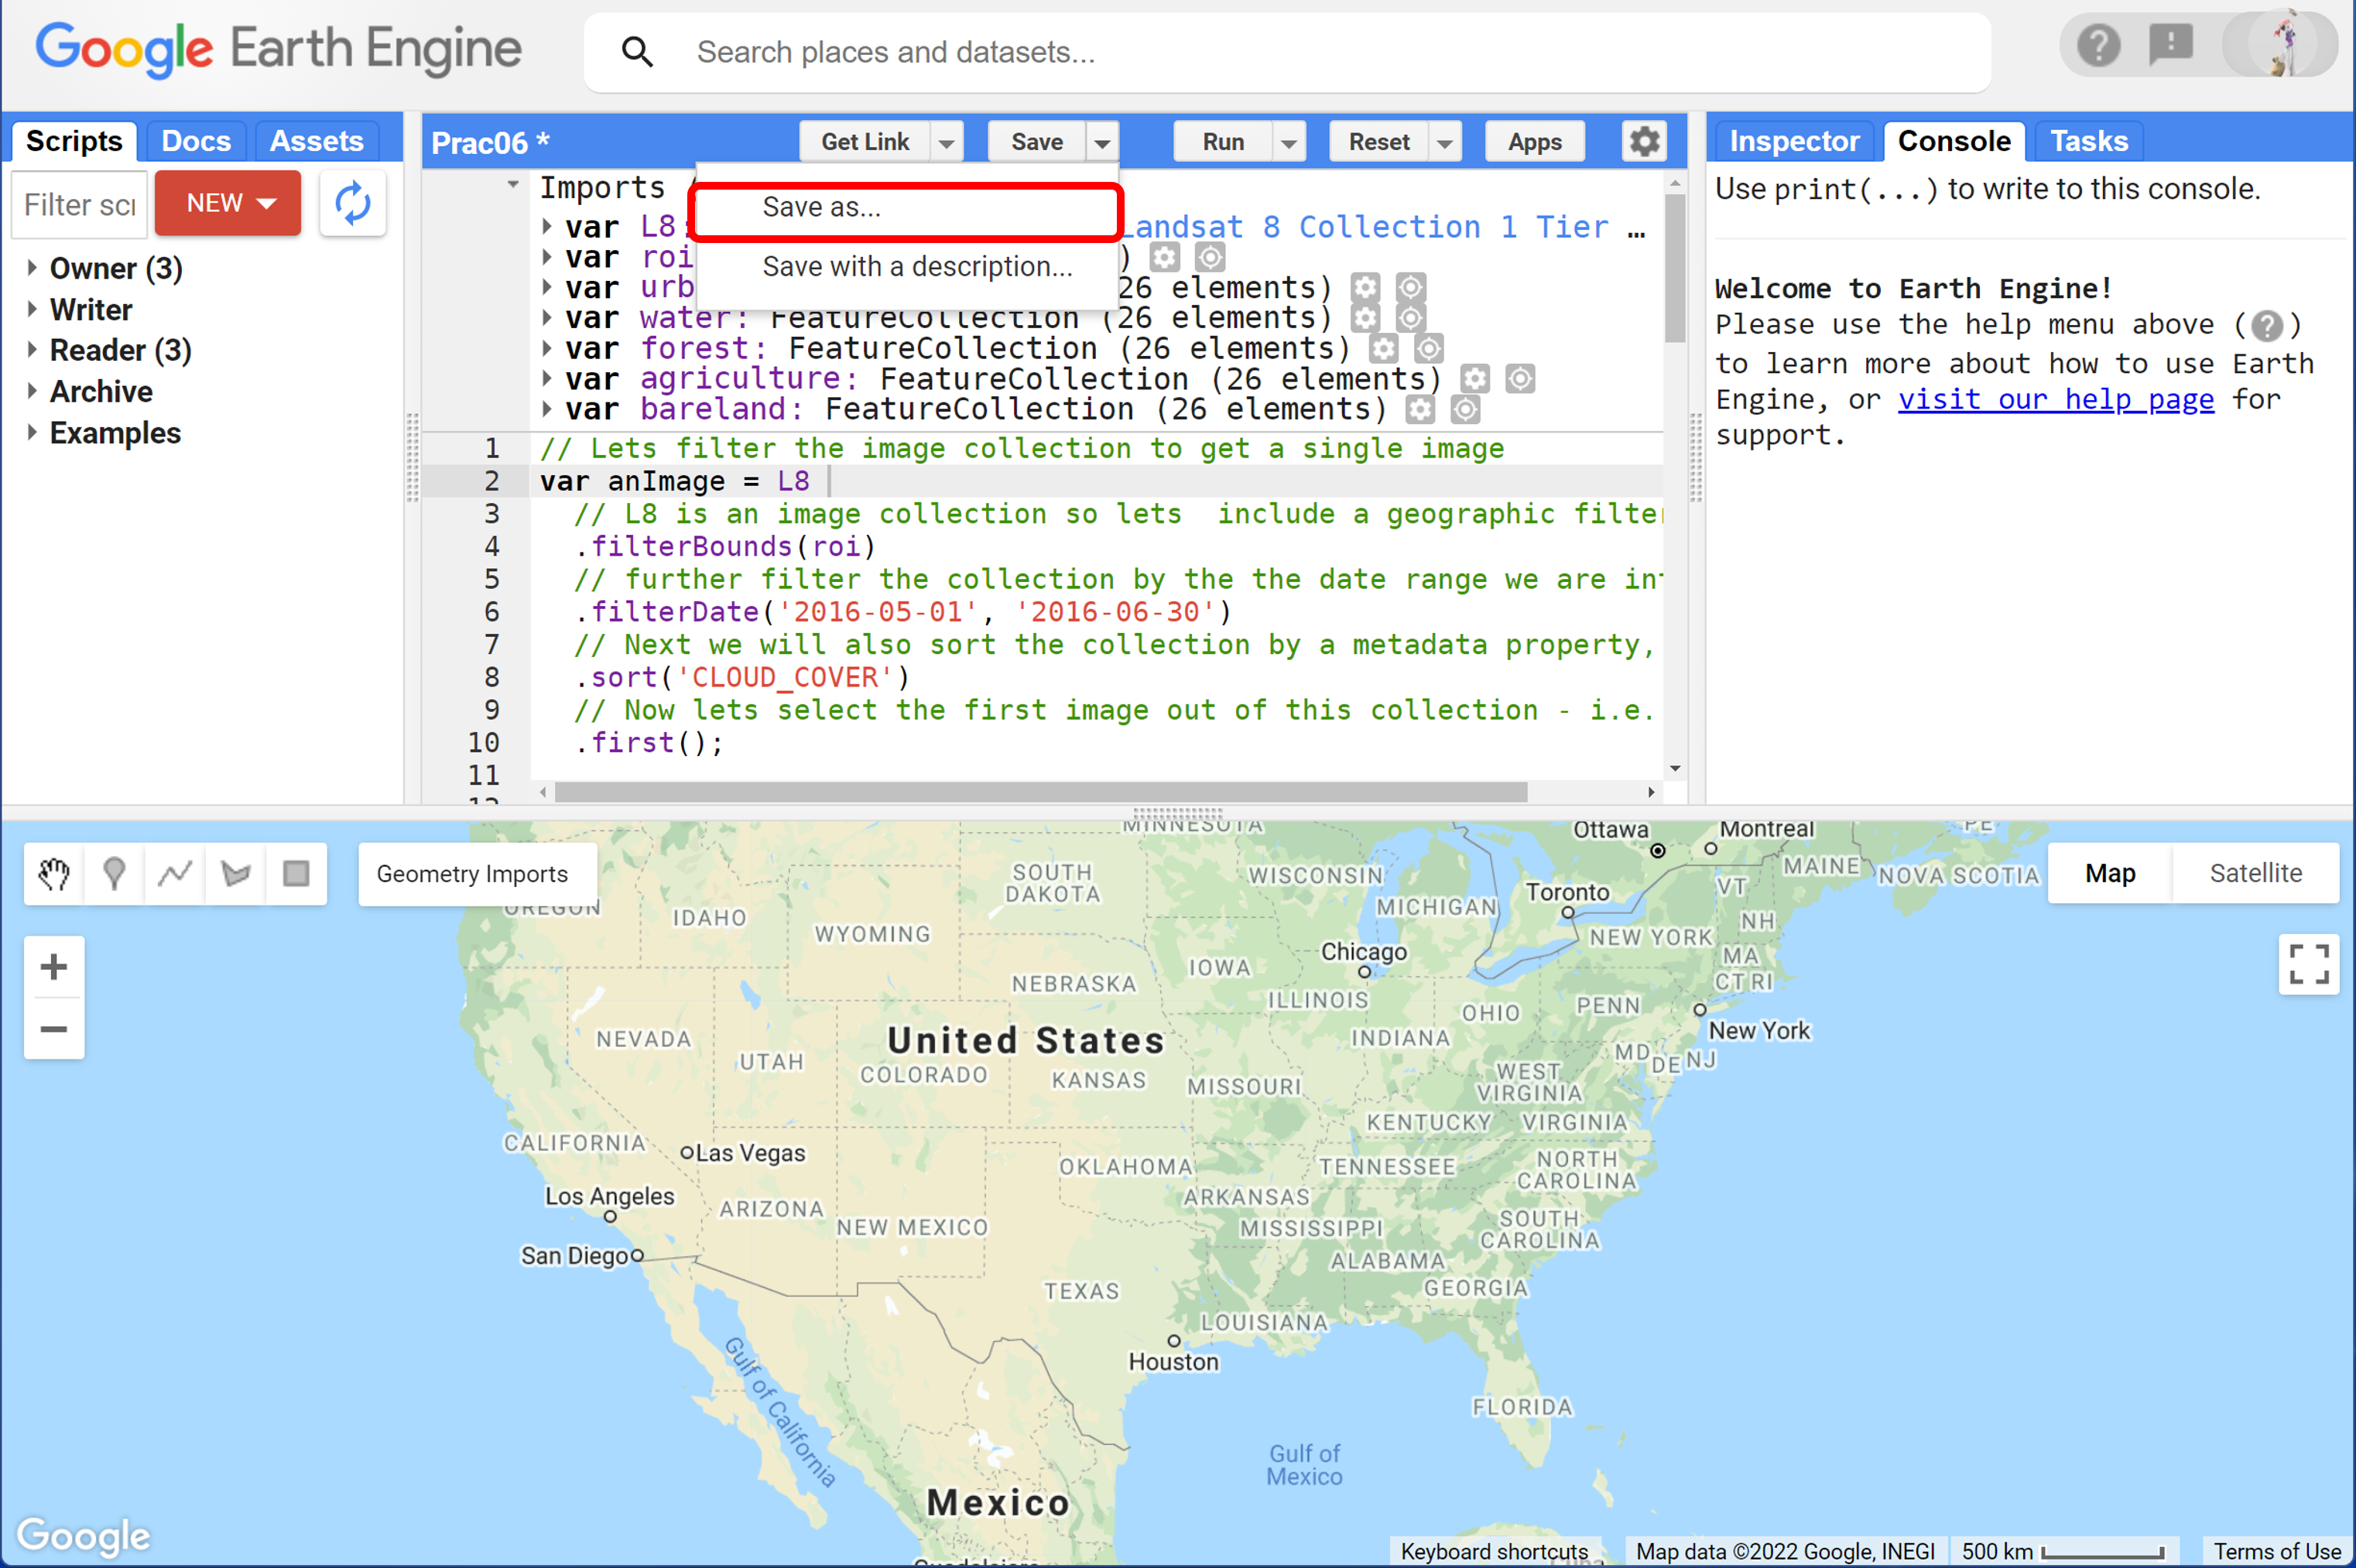 Google Earth Engine
Search places and datasets...
Scripts
Docs
Assets
Filter scr
NEW
Owner (3)
Writer
Reader (3)
Archive
Examples
Prac06 *
Get Link
Save
Run
Reset
Apps
Save as...
Save with a description...
Imports
var L8: Landsat 8 Collection 1 Tier …
var roi )
var urb 26 elements)
var water: FeatureCollection (26 elements)
var forest: FeatureCollection (26 elements)
var agriculture: FeatureCollection (26 elements)
var bareland: FeatureCollection (26 elements)
1 // Lets filter the image collection to get a single image
2 var anImage = L8
3 // L8 is an image collection so lets  include a geographic filter
4 .filterBounds(roi)
5 // further filter the collection by the the date range we are in
6 .filterDate('2016-05-01', '2016-06-30')
7 // Next we will also sort the collection by a metadata property,
8 .sort('CLOUD_COVER')
9 // Now lets select the first image out of this collection - i.e.
10 .first();
11
Inspector
Console
Tasks
Use print(...) to write to this console.
Welcome to Earth Engine!
Please use the help menu above (?)
to learn more about how to use Earth
Engine, or visit our help page for
support.
Geometry Imports
Map
Satellite
MINNESOTA
Ottawa
Montreal
PE
OREGON
IDAHO
WYOMING
SOUTH
DAKOTA
WISCONSIN
MICHIGAN
Toronto
MAINE
NOVA SCOTIA
VT
NH
NEW YORK
MA
CT RI
Chicago
IOWA
NEBRASKA
ILLINOIS
INDIANA
OHIO
PENN
New York
NEVADA
UTAH
United States
COLORADO
KANSAS
MISSOURI
MD
DE
NJ
WEST
VIRGINIA
KENTUCKY
VIRGINIA
CALIFORNIA
Las Vegas
OKLAHOMA
TENNESSEE
NORTH
CAROLINA
Los Angeles
ARIZONA
NEW MEXICO
ARKANSAS
MISSISSIPPI
SOUTH
CAROLINA
San Diego
ALABAMA
GEORGIA
TEXAS
LOUISIANA
Houston
Gulf of California
FLORIDA
Gulf of
Mexico
Mexico
Google
Keyboard shortcuts
Map data ©2022 Google, INEGI
500 km
Terms of Use